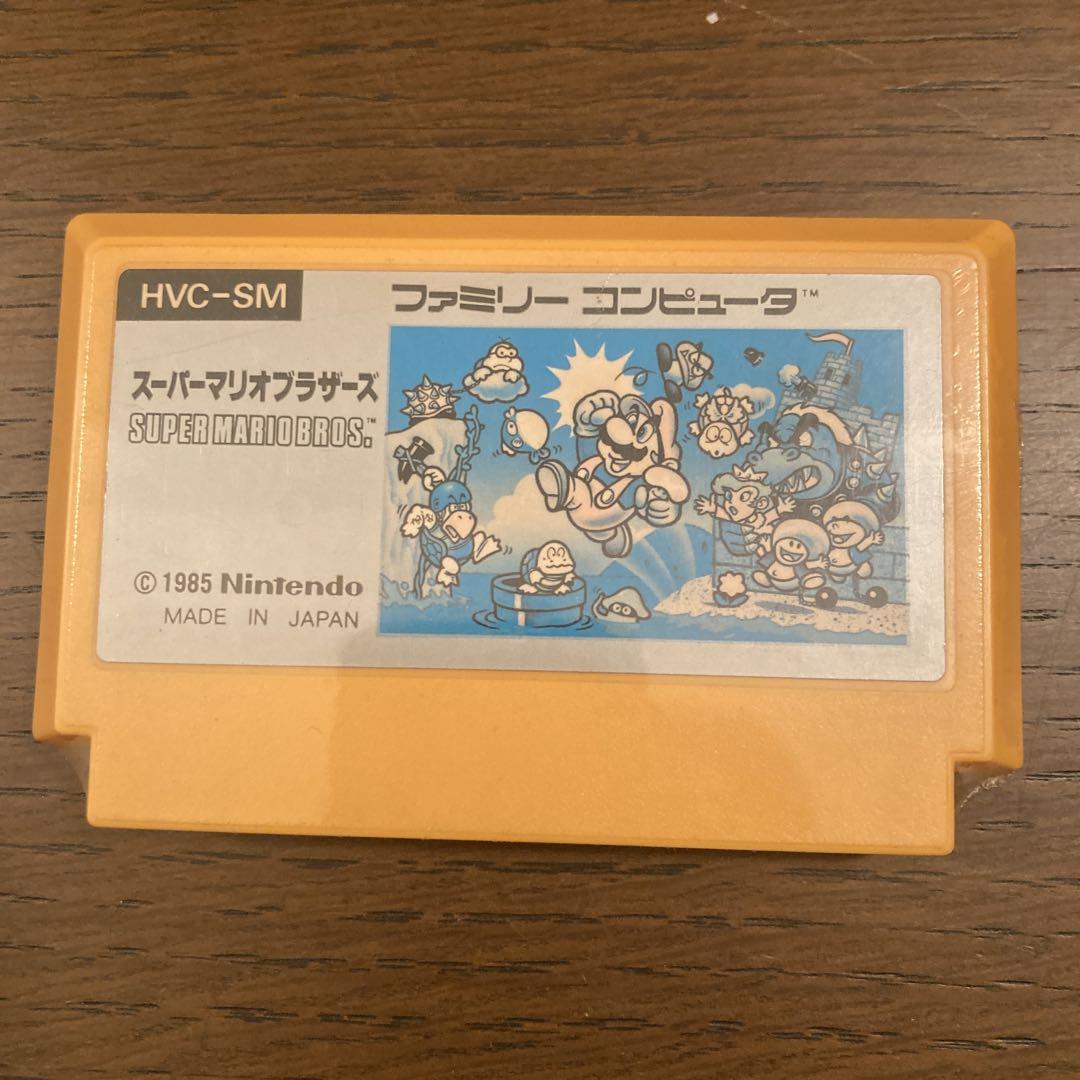 HVC-SM
ファミリー コンピュータ™
スーパーマリオブラザーズ
SUPER MARIO BROS.™
© 1985 Nintendo
MADE IN JAPAN